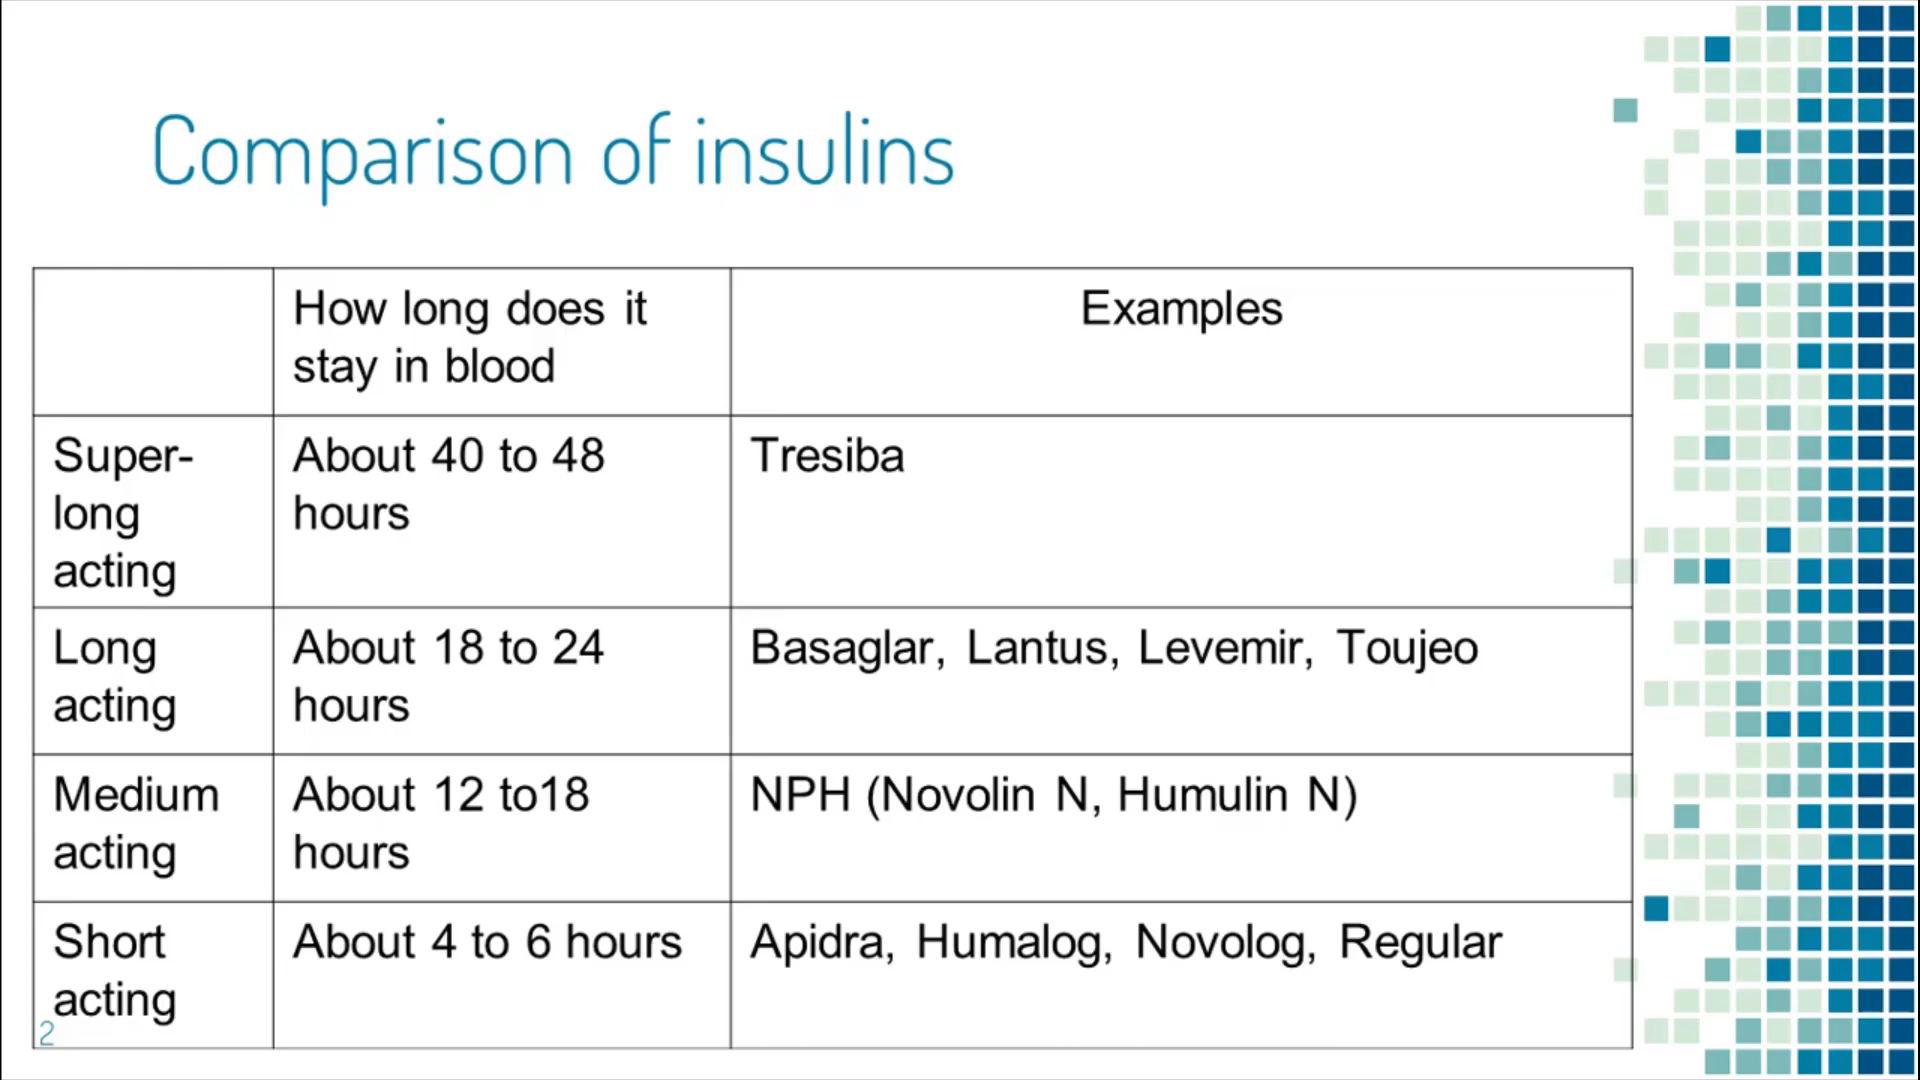 Comparison of insulins
How long does it
stay in blood
Examples
Super-
long
acting
About 40 to 48
hours
Tresiba
Long
acting
About 18 to 24
hours
Basaglar, Lantus, Levemir, Toujeo
Medium
acting
About 12 to18
hours
NPH (Novolin N, Humulin N)
Short
acting
About 4 to 6 hours
Apidra, Humalog, Novolog, Regular
2